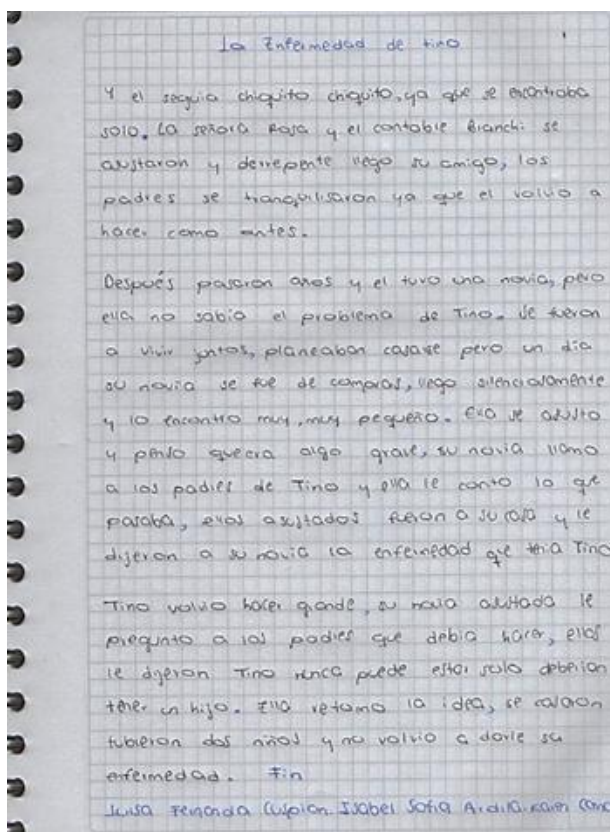 La Enfermedad de tino
Y el seguia chiquito chiquito, ya que se encontraba
solo. La señora Rosa y el contable Bianchi se
asustaron y derrepente llego su amigo, los
padres se tranquilisaron ya que el volvio a
hacer como antes.
Después pasaron años y el tuvo una novia, pero
ella no sabia el problema de Tino. Se fueron
a vivir juntos, planeaban casarse pero un dia
su novia se fue de compras, llego silenciosamente
y lo encontro muy, muy pequeño. Ella se asusto
y penso que era algo grave, su novia llamo
a los padres de Tino y ella le conto lo que
pasaba, ellos asustados fueron a su casa y le
dijeron a su novia la enfermedad que tenia Tino
Tino volvio hacer grande, su novia asustada le
pregunto a los padres que debia hacer, ellos
le dijeron Tino nunca puede estar solo deberian
tener un hijo. Ella retomo la idea, se casaron
tubieron dos niños y no volvio a darle su
enfermedad. Fin
Luisa Fernanda Isabel Sofia Ardila Karen